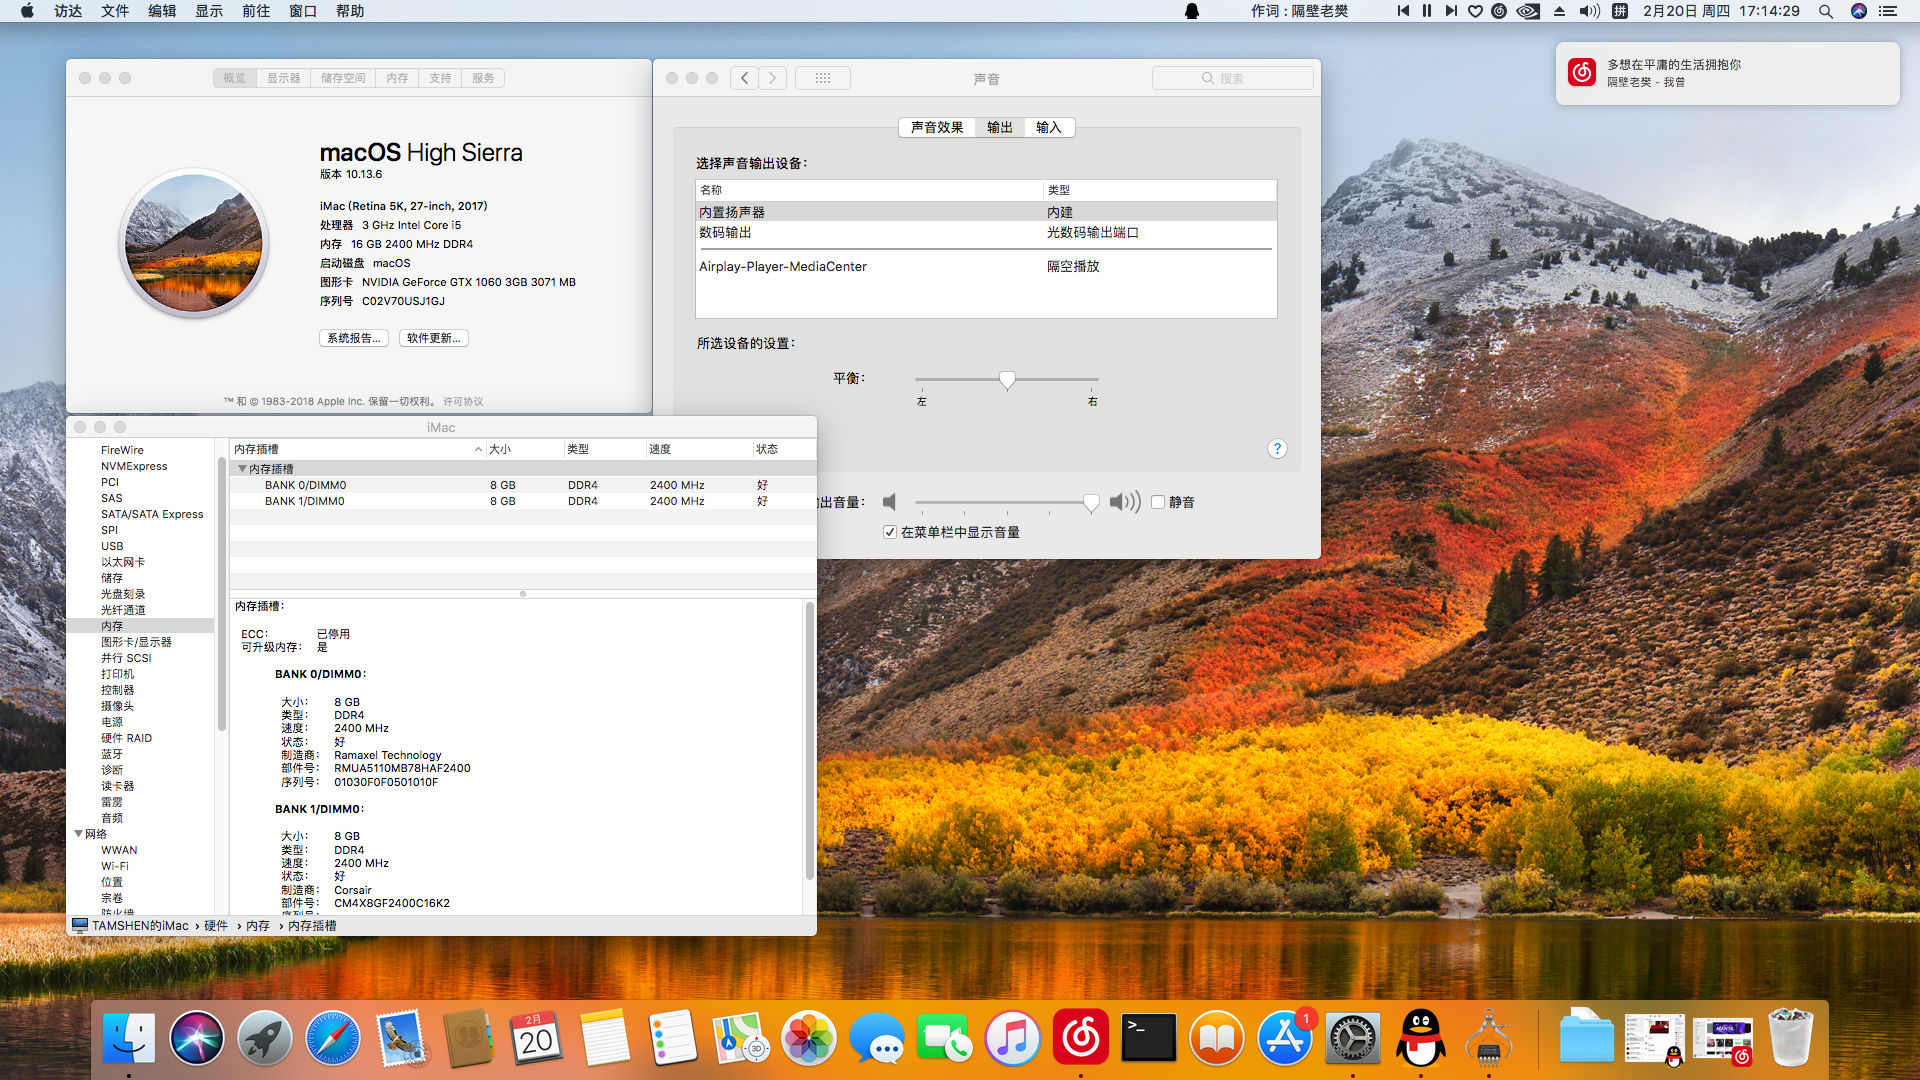 访达 文件 编辑 显示 前往 窗口 帮助
作词 : 隔壁老樊
拼 2月20日 周四 17:14:29
多想在平庸的生活拥抱你
隔壁老樊 - 我曾
概览 显示器 储存空间 内存 支持 服务
macOS High Sierra
版本 10.13.6
iMac (Retina 5K, 27-inch, 2017)
处理器 3 GHz Intel Core i5
内存 16 GB 2400 MHz DDR4
启动磁盘 macOS
图形卡 NVIDIA GeForce GTX 1060 3GB 3071 MB
序列号 C02V70USJ1GJ
系统报告... 软件更新...
™ 和 © 1983-2018 Apple Inc. 保留一切权利。 许可协议
声音
搜索
声音效果 输出 输入
选择声音输出设备：
名称 类型
内置扬声器 内建
数码输出 光数码输出端口
Airplay-Player-MediaCenter 隔空播放
所选设备的设置：
平衡：
左 右
?
出音量： 静音
在菜单栏中显示音量
iMac
FireWire
NVMExpress
PCI
SAS
SATA/SATA Express
SPI
USB
以太网卡
储存
光盘刻录
光纤通道
内存
图形卡/显示器
并行 SCSI
打印机
控制器
摄像头
电源
硬件 RAID
蓝牙
诊断
读卡器
雷雳
音频
网络
WWAN
Wi-Fi
位置
宗卷
防火墙
内存插槽 大小 类型 速度 状态
内存插槽
BANK 0/DIMM0 8 GB DDR4 2400 MHz 好
BANK 1/DIMM0 8 GB DDR4 2400 MHz 好
内存插槽：
ECC： 已停用
可升级内存： 是
BANK 0/DIMM0：
大小： 8 GB
类型： DDR4
速度： 2400 MHz
状态： 好
制造商： Ramaxel Technology
部件号： RMUA5110MB78HAF2400
序列号： 01030F0F0501010F
BANK 1/DIMM0：
大小： 8 GB
类型： DDR4
速度： 2400 MHz
状态： 好
制造商： Corsair
部件号： CM4X8GF2400C16K2
TAMSHEN的iMac › 硬件 › 内存 › 内存插槽
2月
20
3D
>_
1